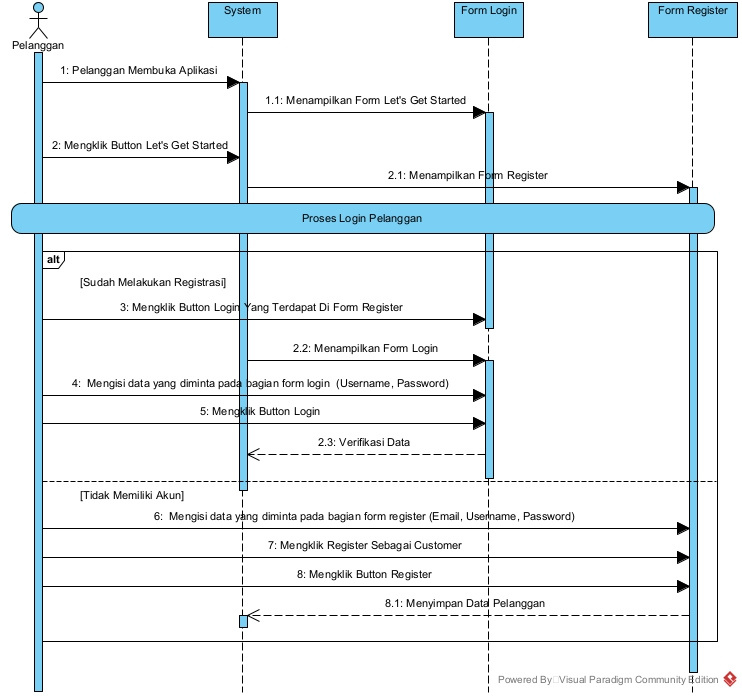 System
Form Login
Form Register
Pelanggan
1: Pelanggan Membuka Aplikasi
1.1: Menampilkan Form Let's Get Started
2: Mengklik Button Let's Get Started
2.1: Menampilkan Form Register
Proses Login Pelanggan
alt
[Sudah Melakukan Registrasi]
3: Mengklik Button Login Yang Terdapat Di Form Register
2.2: Menampilkan Form Login
4: Mengisi data yang diminta pada bagian form login (Username, Password)
5: Mengklik Button Login
2.3: Verifikasi Data
[Tidak Memiliki Akun]
6: Mengisi data yang diminta pada bagian form register (Email, Username, Password)
7: Mengklik Register Sebagai Customer
8: Mengklik Button Register
8.1: Menyimpan Data Pelanggan
Powered By Visual Paradigm Community Edition